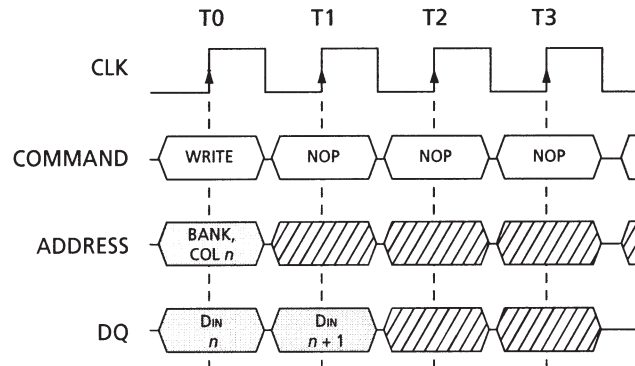 T0 T1 T2 T3
CLK
COMMAND WRITE NOP NOP NOP
ADDRESS BANK,
COL n
DQ DIN DIN
n n + 1